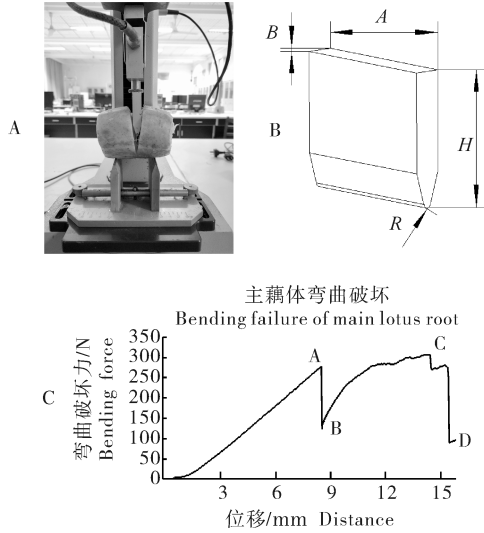 A
B
A
B
H
R
C
主藕体弯曲破坏
Bending failure of main lotus root
弯曲破坏力/N
Bending force
350
300
250
200
150
100
50
0
A
B
C
D
3
6
9
12
15
位移/mm Distance